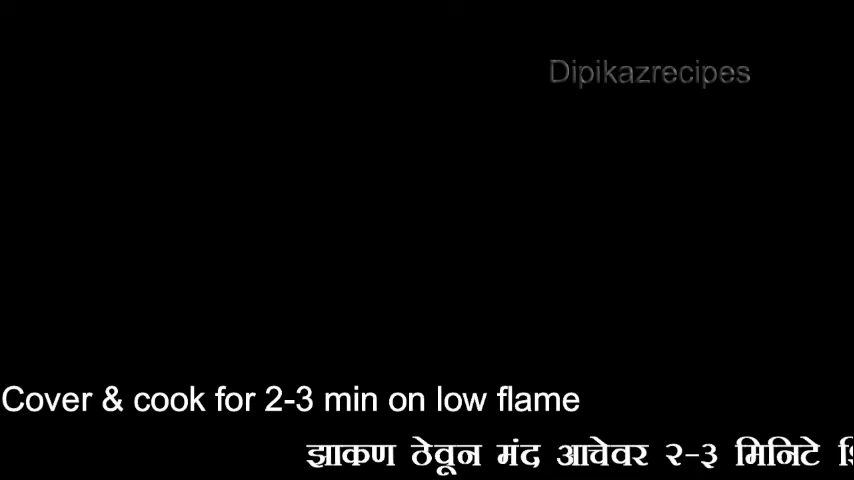 Dipikazrecipes
Cover & cook for 2-3 min on low flame
झाकण ठेवून मंद आचेवर २-३ मिनिटे